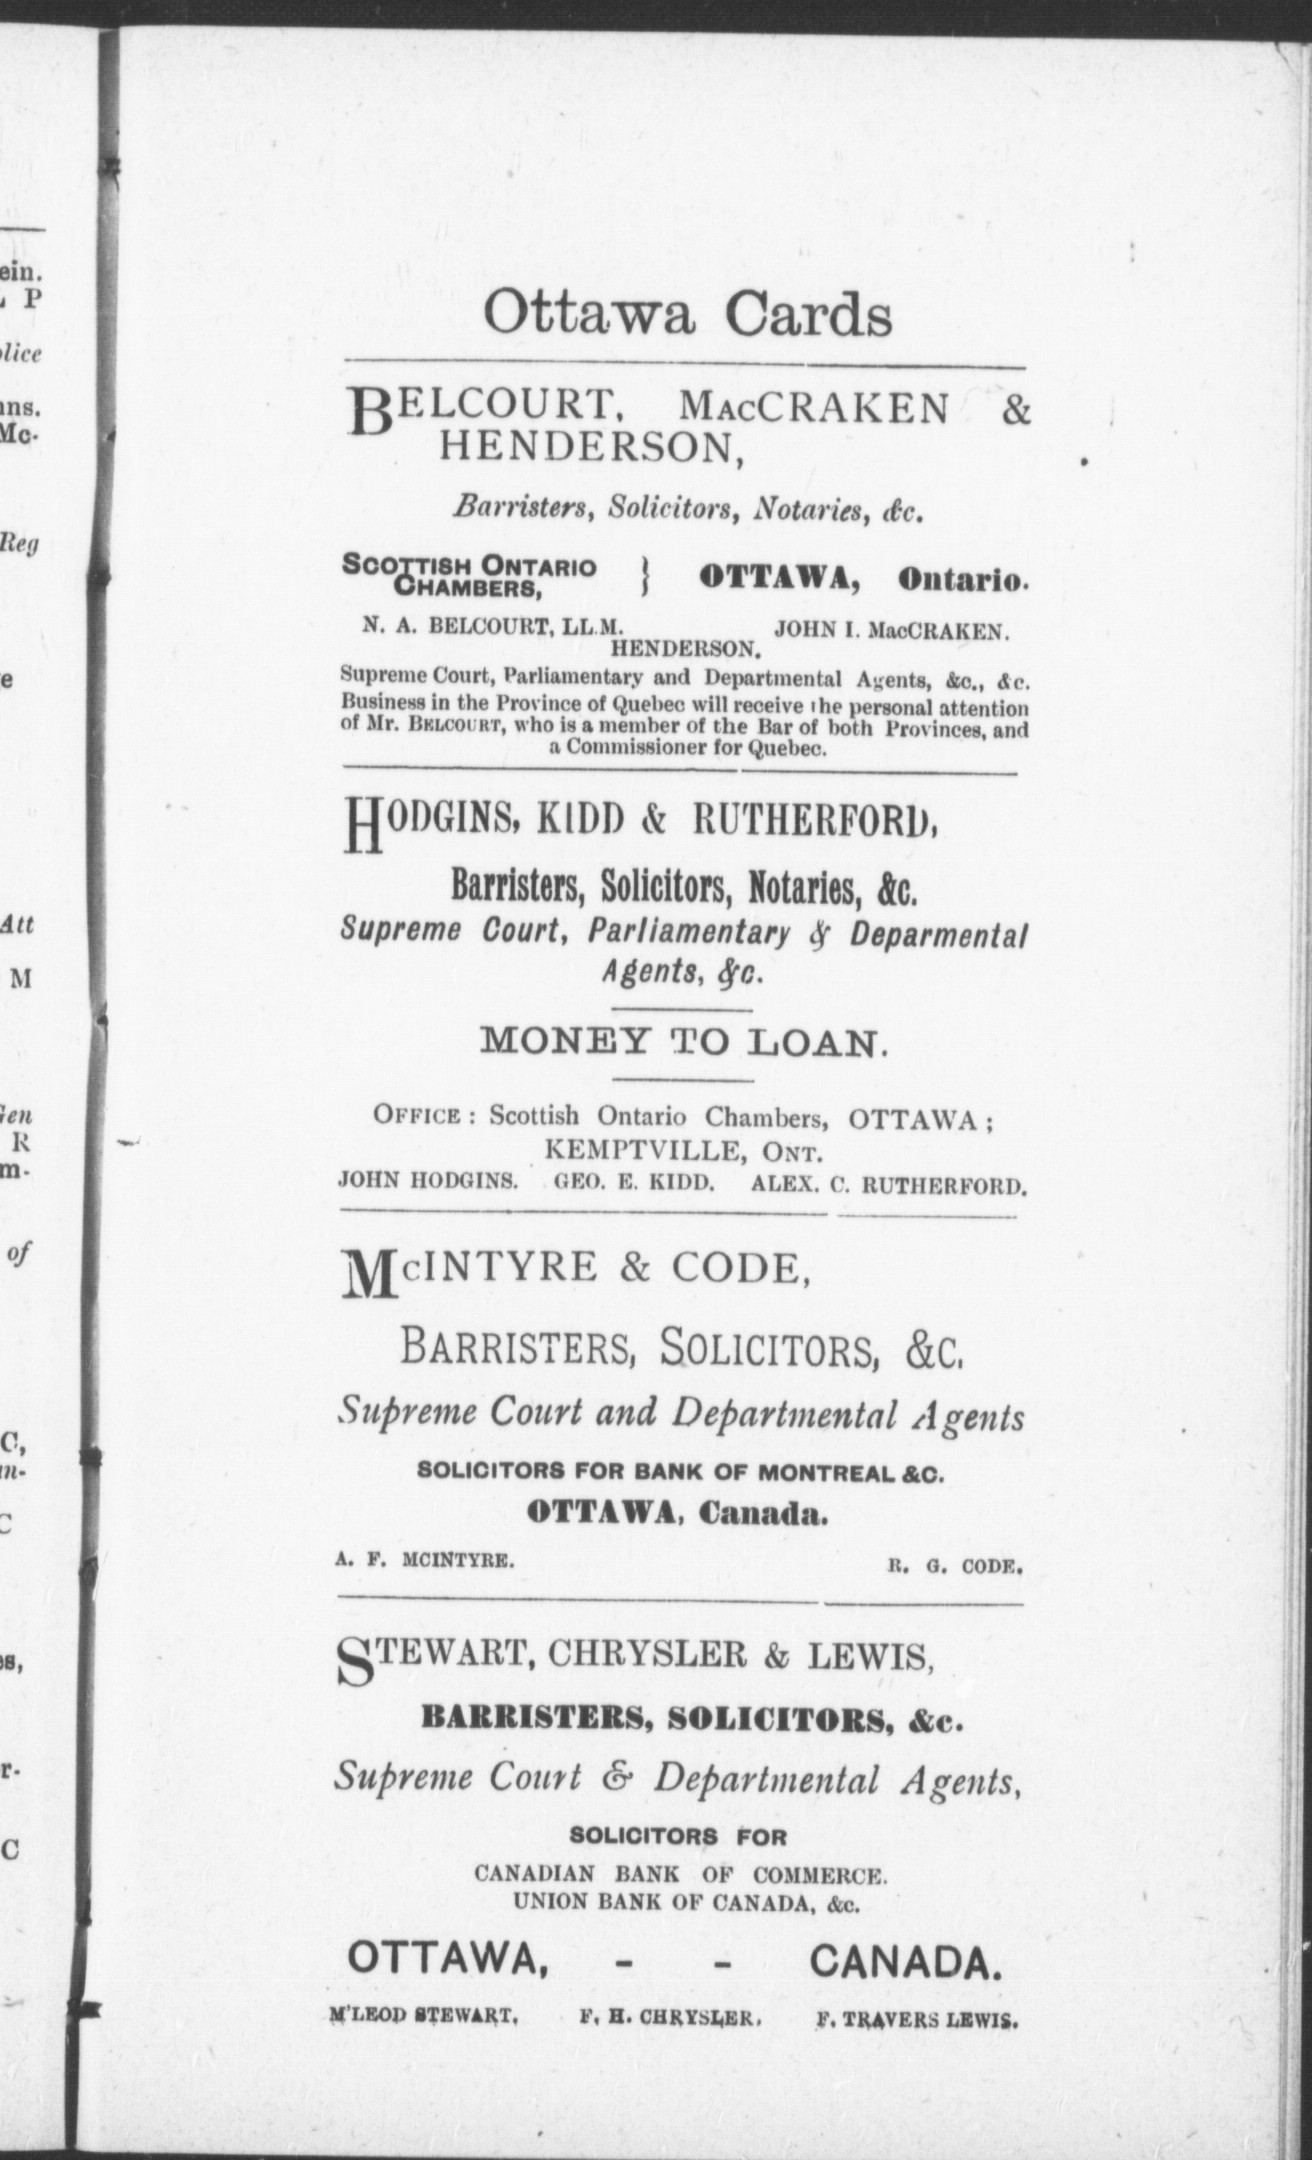 Ottawa Cards
BELCOURT, MacCRAKEN &
HENDERSON,
Barristers, Solicitors, Notaries, &c.
SCOTTISH ONTARIO
CHAMBERS, } OTTAWA, Ontario.
N. A. BELCOURT, LL.M. JOHN I. MacCRAKEN.
HENDERSON.
Supreme Court, Parliamentary and Departmental Agents, &c., &c.
Business in the Province of Quebec will receive the personal attention
of Mr. BELCOURT, who is a member of the Bar of both Provinces, and
a Commissioner for Quebec.
HODGINS, KIDD & RUTHERFORD,
Barristers, Solicitors, Notaries, &c.
Supreme Court, Parliamentary & Deparmental
Agents, &c.
MONEY TO LOAN.
OFFICE : Scottish Ontario Chambers, OTTAWA ;
KEMPTVILLE, ONT.
JOHN HODGINS. GEO. E. KIDD. ALEX. C. RUTHERFORD.
McINTYRE & CODE,
BARRISTERS, SOLICITORS, &C.
Supreme Court and Departmental Agents
SOLICITORS FOR BANK OF MONTREAL &C.
OTTAWA, Canada.
A. F. MCINTYRE. R. G. CODE.
STEWART, CHRYSLER & LEWIS,
BARRISTERS, SOLICITORS, &c.
Supreme Court & Departmental Agents,
SOLICITORS FOR
CANADIAN BANK OF COMMERCE.
UNION BANK OF CANADA, &c.
OTTAWA, - - CANADA.
M'LEOD STEWART. F. H. CHRYSLER. F. TRAVERS LEWIS.